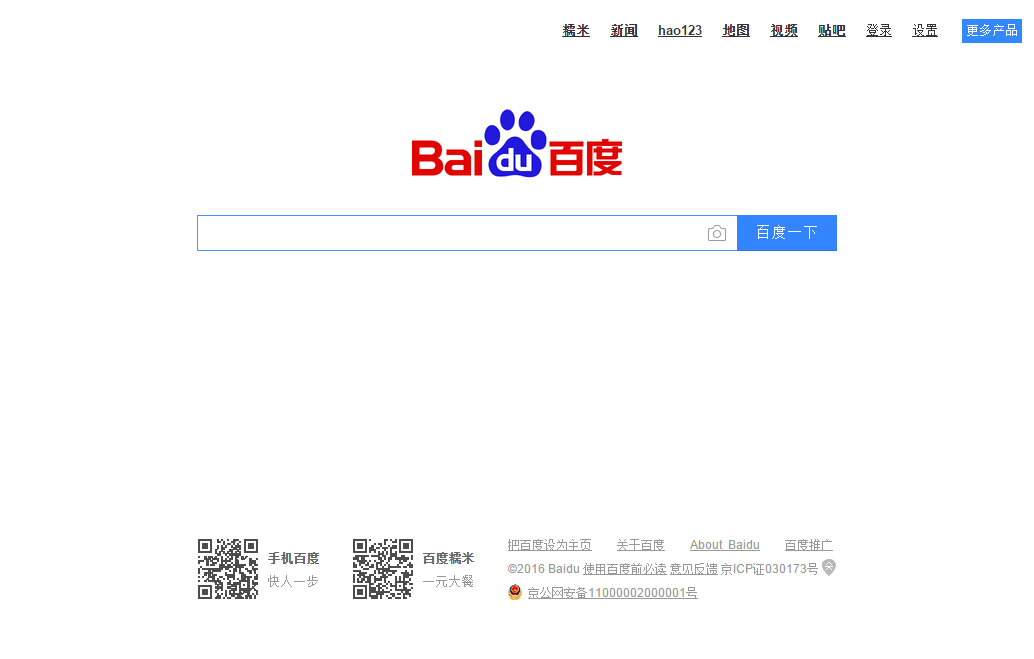 糯米 新闻 hao123 地图 视频 贴吧 登录 设置 更多产品
Bai du 百度
百度一下
手机百度
快人一步
百度糯米
一元大餐
把百度设为主页 关于百度 About Baidu 百度推广
©2016 Baidu 使用百度前必读 意见反馈 京ICP证030173号
京公网安备11000002000001号